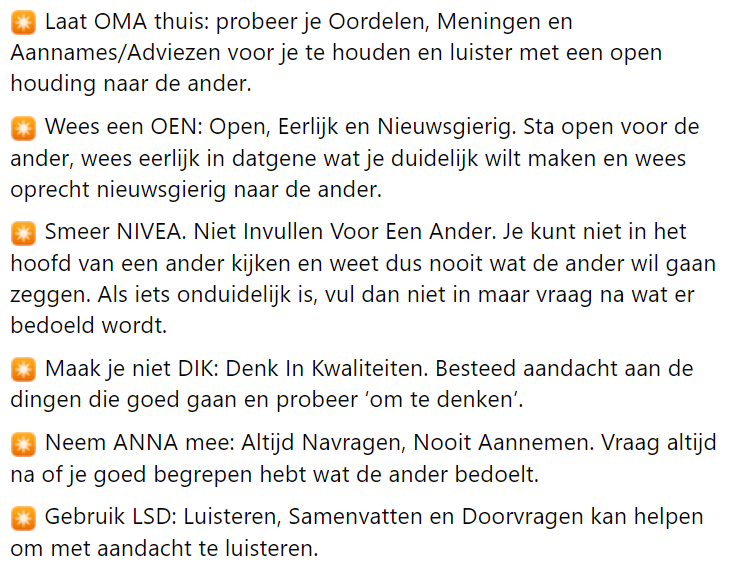 ✴️ Laat OMA thuis: probeer je Oordelen, Meningen en
Aannames/Adviezen voor je te houden en luister met een open
houding naar de ander.
✴️ Wees een OEN: Open, Eerlijk en Nieuwsgierig. Sta open voor de
ander, wees eerlijk in datgene wat je duidelijk wilt maken en wees
oprecht nieuwsgierig naar de ander.
✴️ Smeer NIVEA. Niet Invullen Voor Een Ander. Je kunt niet in het
hoofd van een ander kijken en weet dus nooit wat de ander wil gaan
zeggen. Als iets onduidelijk is, vul dan niet in maar vraag na wat er
bedoeld wordt.
✴️ Maak je niet DIK: Denk In Kwaliteiten. Besteed aandacht aan de
dingen die goed gaan en probeer ‘om te denken’.
✴️ Neem ANNA mee: Altijd Navragen, Nooit Aannemen. Vraag altijd
na of je goed begrepen hebt wat de ander bedoelt.
✴️ Gebruik LSD: Luisteren, Samenvatten en Doorvragen kan helpen
om met aandacht te luisteren.